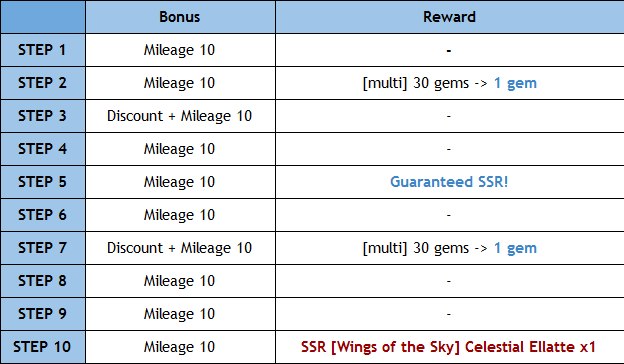 Bonus Reward
STEP 1 Mileage 10 -
STEP 2 Mileage 10 [multi] 30 gems -> 1 gem
STEP 3 Discount + Mileage 10 -
STEP 4 Mileage 10 -
STEP 5 Mileage 10 Guaranteed SSR!
STEP 6 Mileage 10 -
STEP 7 Discount + Mileage 10 [multi] 30 gems -> 1 gem
STEP 8 Mileage 10 -
STEP 9 Mileage 10 -
STEP 10 Mileage 10 SSR [Wings of the Sky] Celestial Ellatte x1